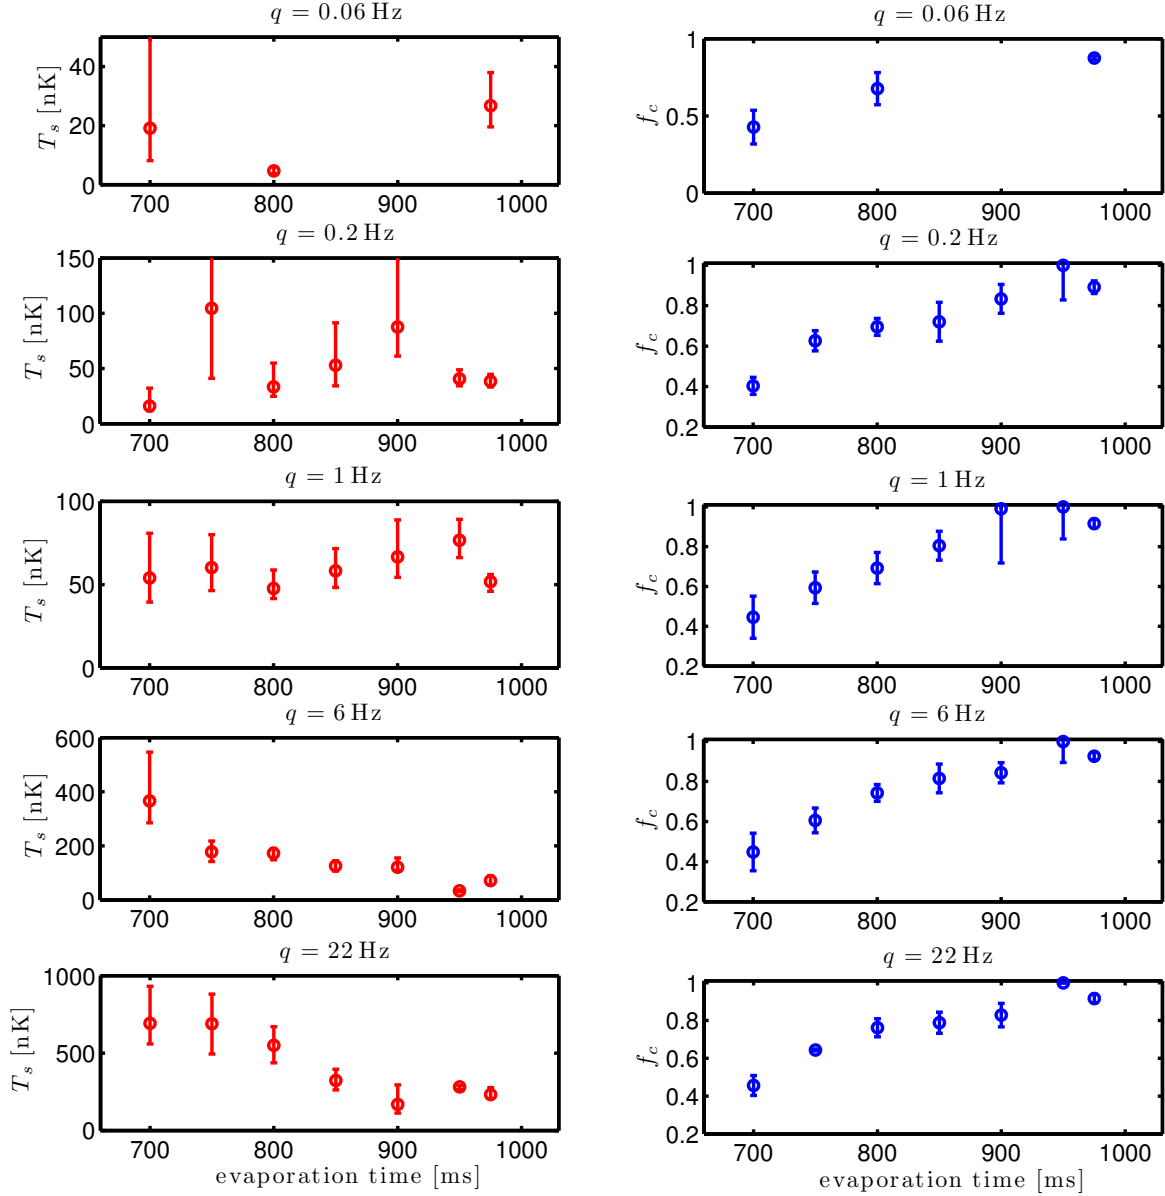 q = 0.06 Hz
T_s [nK]
40
20
0
700 800 900 1000
q = 0.06 Hz
f_c
1
0.5
0
700 800 900 1000
q = 0.2 Hz
T_s [nK]
150
100
50
0
700 800 900 1000
q = 0.2 Hz
f_c
1
0.8
0.6
0.4
0.2
700 800 900 1000
q = 1 Hz
T_s [nK]
100
50
0
700 800 900 1000
q = 1 Hz
f_c
1
0.8
0.6
0.4
0.2
700 800 900 1000
q = 6 Hz
T_s [nK]
600
400
200
0
700 800 900 1000
q = 6 Hz
f_c
1
0.8
0.6
0.4
0.2
700 800 900 1000
q = 22 Hz
T_s [nK]
1000
500
0
700 800 900 1000
evaporation time [ms]
q = 22 Hz
f_c
1
0.8
0.6
0.4
0.2
700 800 900 1000
evaporation time [ms]